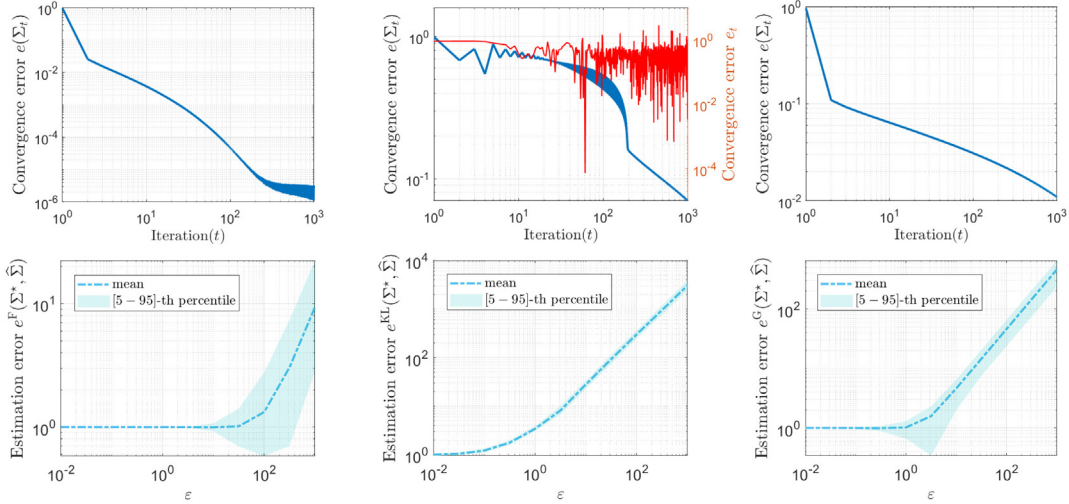 Convergence error e(Σ_t)
10^0
10^-2
10^-4
10^-6
10^0 10^1 10^2 10^3
Iteration(t)
Convergence error e(Σ_t)
10^0
10^-1
10^0 10^1 10^2 10^3
Iteration(t)
10^0
10^-2
10^-4
Convergence error e_t
Convergence error e(Σ_t)
10^0
10^-1
10^-2
10^0 10^1 10^2 10^3
Iteration(t)
Estimation error e^F(Σ*, Σ̂)
10^1
10^0
mean
[5 − 95]-th percentile
10^-2 10^0 10^2
ε
Estimation error e^KL(Σ*, Σ̂)
10^4
10^2
10^0
mean
[5 − 95]-th percentile
10^-2 10^0 10^2
ε
Estimation error e^G(Σ*, Σ̂)
10^2
10^0
mean
[5 − 95]-th percentile
10^-2 10^0 10^2
ε